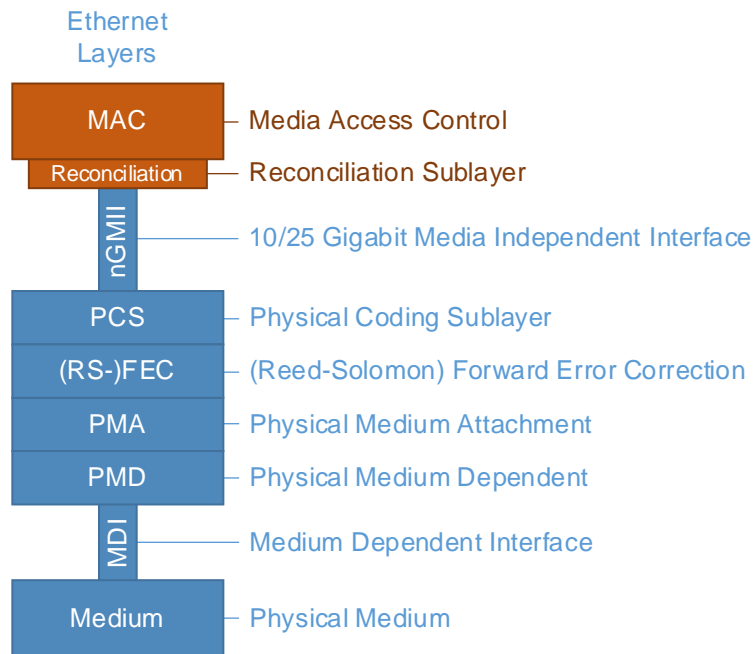 Ethernet
Layers
MAC
Media Access Control
Reconciliation
Reconciliation Sublayer
nGMII
10/25 Gigabit Media Independent Interface
PCS
Physical Coding Sublayer
(RS-)FEC
(Reed-Solomon) Forward Error Correction
PMA
Physical Medium Attachment
PMD
Physical Medium Dependent
MDI
Medium Dependent Interface
Medium
Physical Medium